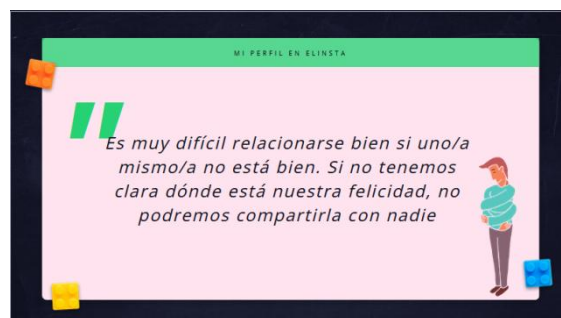 MI PERFIL EN ELINSTA
"
Es muy difícil relacionarse bien si uno/a
mismo/a no está bien. Si no tenemos
clara dónde está nuestra felicidad, no
podremos compartirla con nadie